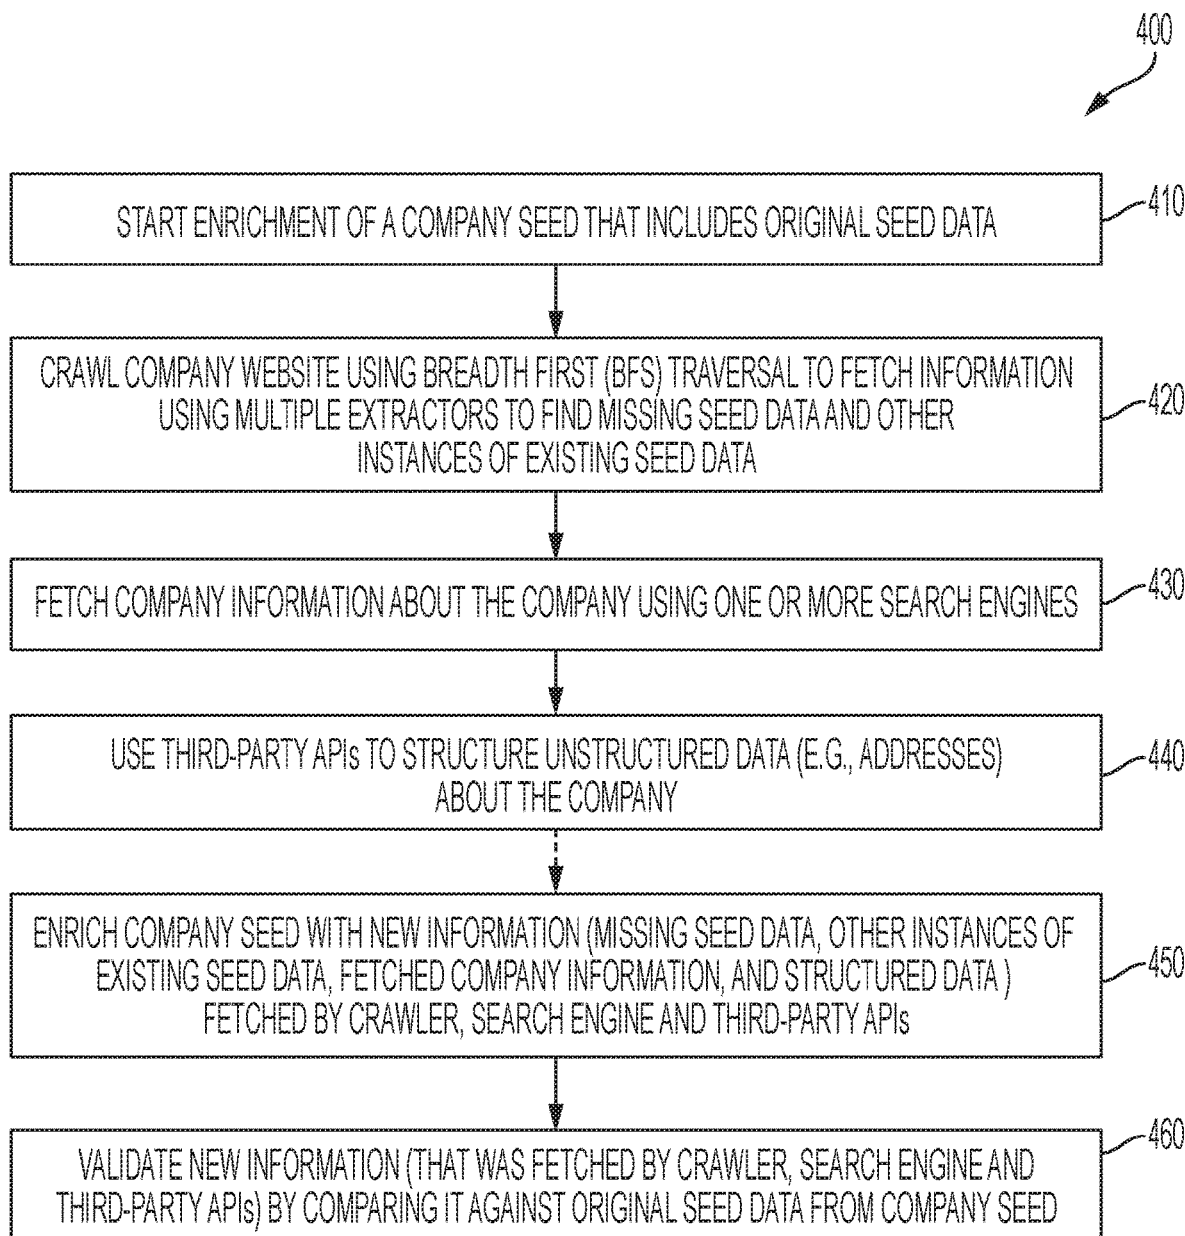 400
START ENRICHMENT OF A COMPANY SEED THAT INCLUDES ORIGINAL SEED DATA
410
CRAWL COMPANY WEBSITE USING BREADTH FIRST (BFS) TRAVERSAL TO FETCH INFORMATION
USING MULTIPLE EXTRACTORS TO FIND MISSING SEED DATA AND OTHER
INSTANCES OF EXISTING SEED DATA
420
FETCH COMPANY INFORMATION ABOUT THE COMPANY USING ONE OR MORE SEARCH ENGINES
430
USE THIRD-PARTY APIs TO STRUCTURE UNSTRUCTURED DATA (E.G., ADDRESSES)
ABOUT THE COMPANY
440
ENRICH COMPANY SEED WITH NEW INFORMATION (MISSING SEED DATA, OTHER INSTANCES OF
EXISTING SEED DATA, FETCHED COMPANY INFORMATION, AND STRUCTURED DATA )
FETCHED BY CRAWLER, SEARCH ENGINE AND THIRD-PARTY APIs
450
VALIDATE NEW INFORMATION (THAT WAS FETCHED BY CRAWLER, SEARCH ENGINE AND
THIRD-PARTY APIs) BY COMPARING IT AGAINST ORIGINAL SEED DATA FROM COMPANY SEED
460